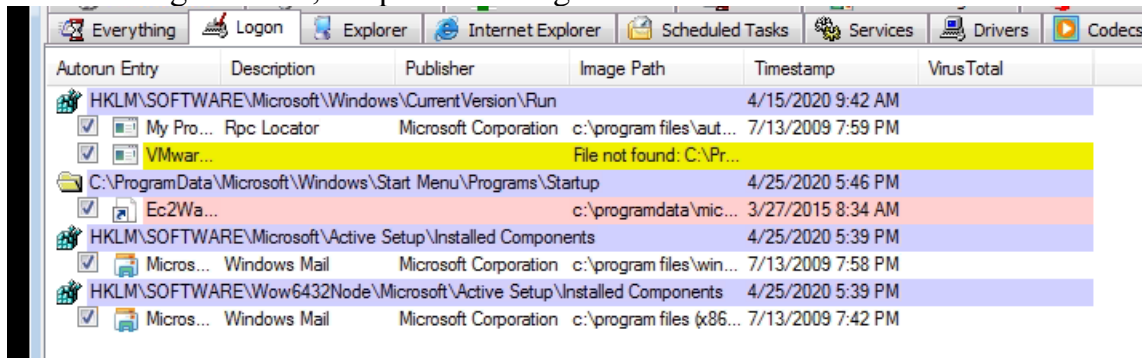 Everything Logon Explorer Internet Explorer Scheduled Tasks Services Drivers Codecs
Autorun Entry Description Publisher Image Path Timestamp VirusTotal
HKLM\SOFTWARE\Microsoft\Windows\CurrentVersion\Run 4/15/2020 9:42 AM
My Pro... Rpc Locator Microsoft Corporation c:\program files\aut... 7/13/2009 7:59 PM
VMwar... File not found: C:\Pr...
C:\ProgramData\Microsoft\Windows\Start Menu\Programs\Startup 4/25/2020 5:46 PM
Ec2Wa... c:\programdata\mic... 3/27/2015 8:34 AM
HKLM\SOFTWARE\Microsoft\Active Setup\Installed Components 4/25/2020 5:39 PM
Micros... Windows Mail Microsoft Corporation c:\program files\win... 7/13/2009 7:58 PM
HKLM\SOFTWARE\Wow6432Node\Microsoft\Active Setup\Installed Components 4/25/2020 5:39 PM
Micros... Windows Mail Microsoft Corporation c:\program files (x86... 7/13/2009 7:42 PM